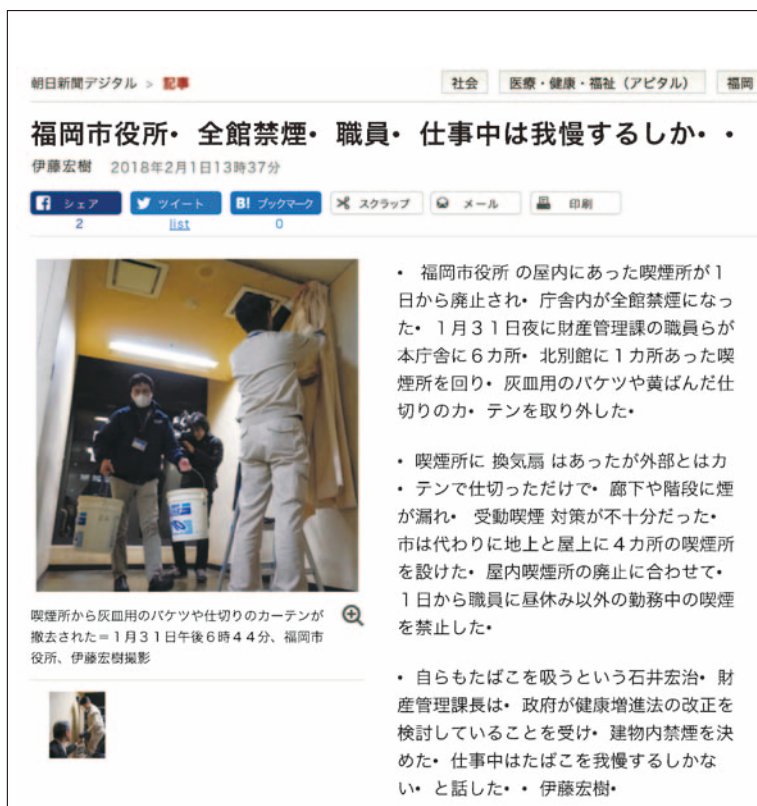 朝日新聞デジタル > 記事
社会
医療・健康・福祉（アピタル）
福岡
福岡市役所・ 全館禁煙・ 職員・ 仕事中は我慢するしか・ ・
伊藤宏樹 2018年2月1日13時37分
シェア
ツイート
B! ブックマーク
スクラップ
メール
印刷
2
list
0
・ 福岡市役所 の屋内にあった喫煙所が１
日から廃止され・ 庁舎内が全館禁煙になっ
た・ １月３１日夜に財産管理課の職員らが
本庁舎に６カ所・ 北別館に１カ所あった喫
煙所を回り・ 灰皿用のバケツや黄ばんだ仕
切りのカ・ テンを取り外した・
・ 喫煙所に 換気扇 はあったが外部とはカ
・ テンで仕切っただけで・ 廊下や階段に煙
が漏れ・ 受動喫煙 対策が不十分だった・
市は代わりに地上と屋上に４カ所の喫煙所
を設けた・ 屋内喫煙所の廃止に合わせて・
１日から職員に昼休み以外の勤務中の喫煙
を禁止した・
・ 自らもたばこを吸うという石井宏治・ 財
産管理課長は・ 政府が健康増進法の改正を
検討していることを受け・ 建物内禁煙を決
めた・ 仕事中はたばこを我慢するしかな
い・ と話した・ ・ 伊藤宏樹・
喫煙所から灰皿用のバケツや仕切りのカーテンが
撤去された＝１月３１日午後６時４４分、福岡市
役所、伊藤宏樹撮影